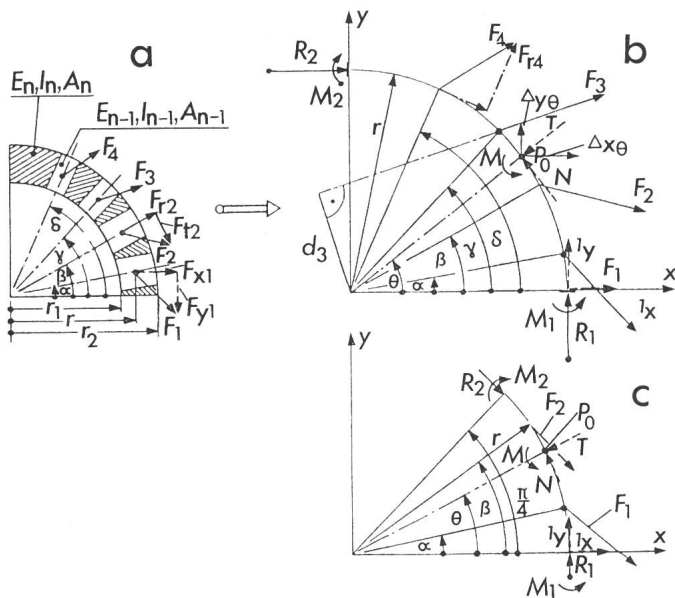 a
Eₙ, Iₙ, Aₙ
Eₙ₋₁, Iₙ₋₁, Aₙ₋₁
F₄
F₃
Fᵣ₂
Fₜ₂
F₂
Fₓ₁
F_y1
F₁
δ
γ
β
α
r₁
r
r₂
b
y
R₂
M₂
F₄
Fᵣ₄
F₃
Δyθ
T
Δxθ
P₀
M
N
F₂
r
d₃
θ
β
α
γ
δ
¹y
F₁
x
¹x
M₁
R₁
c
y
R₂
M₂
F₂
P₀
T
M
N
r
θ
β
π/4
α
F₁
¹y
¹x
x
R₁
M₁